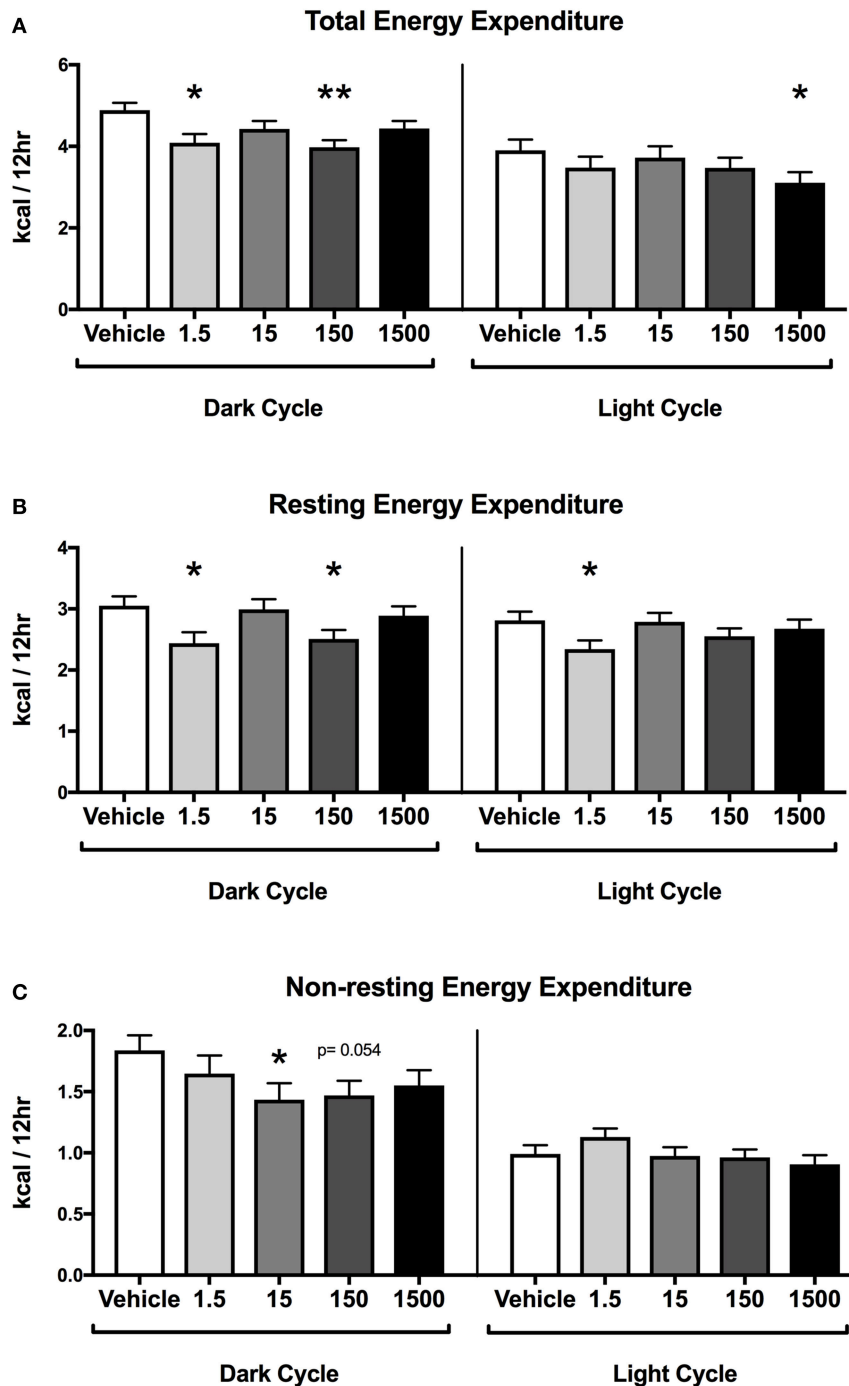 A
Total Energy Expenditure
kcal / 12hr
6
4
2
0
* ** *
Vehicle 1.5 15 150 1500 Vehicle 1.5 15 150 1500
Dark Cycle Light Cycle
B
Resting Energy Expenditure
kcal / 12hr
4
3
2
1
0
* * *
Vehicle 1.5 15 150 1500 Vehicle 1.5 15 150 1500
Dark Cycle Light Cycle
C
Non-resting Energy Expenditure
kcal / 12hr
2.0
1.5
1.0
0.5
0.0
* p= 0.054
Vehicle 1.5 15 150 1500 Vehicle 1.5 15 150 1500
Dark Cycle Light Cycle